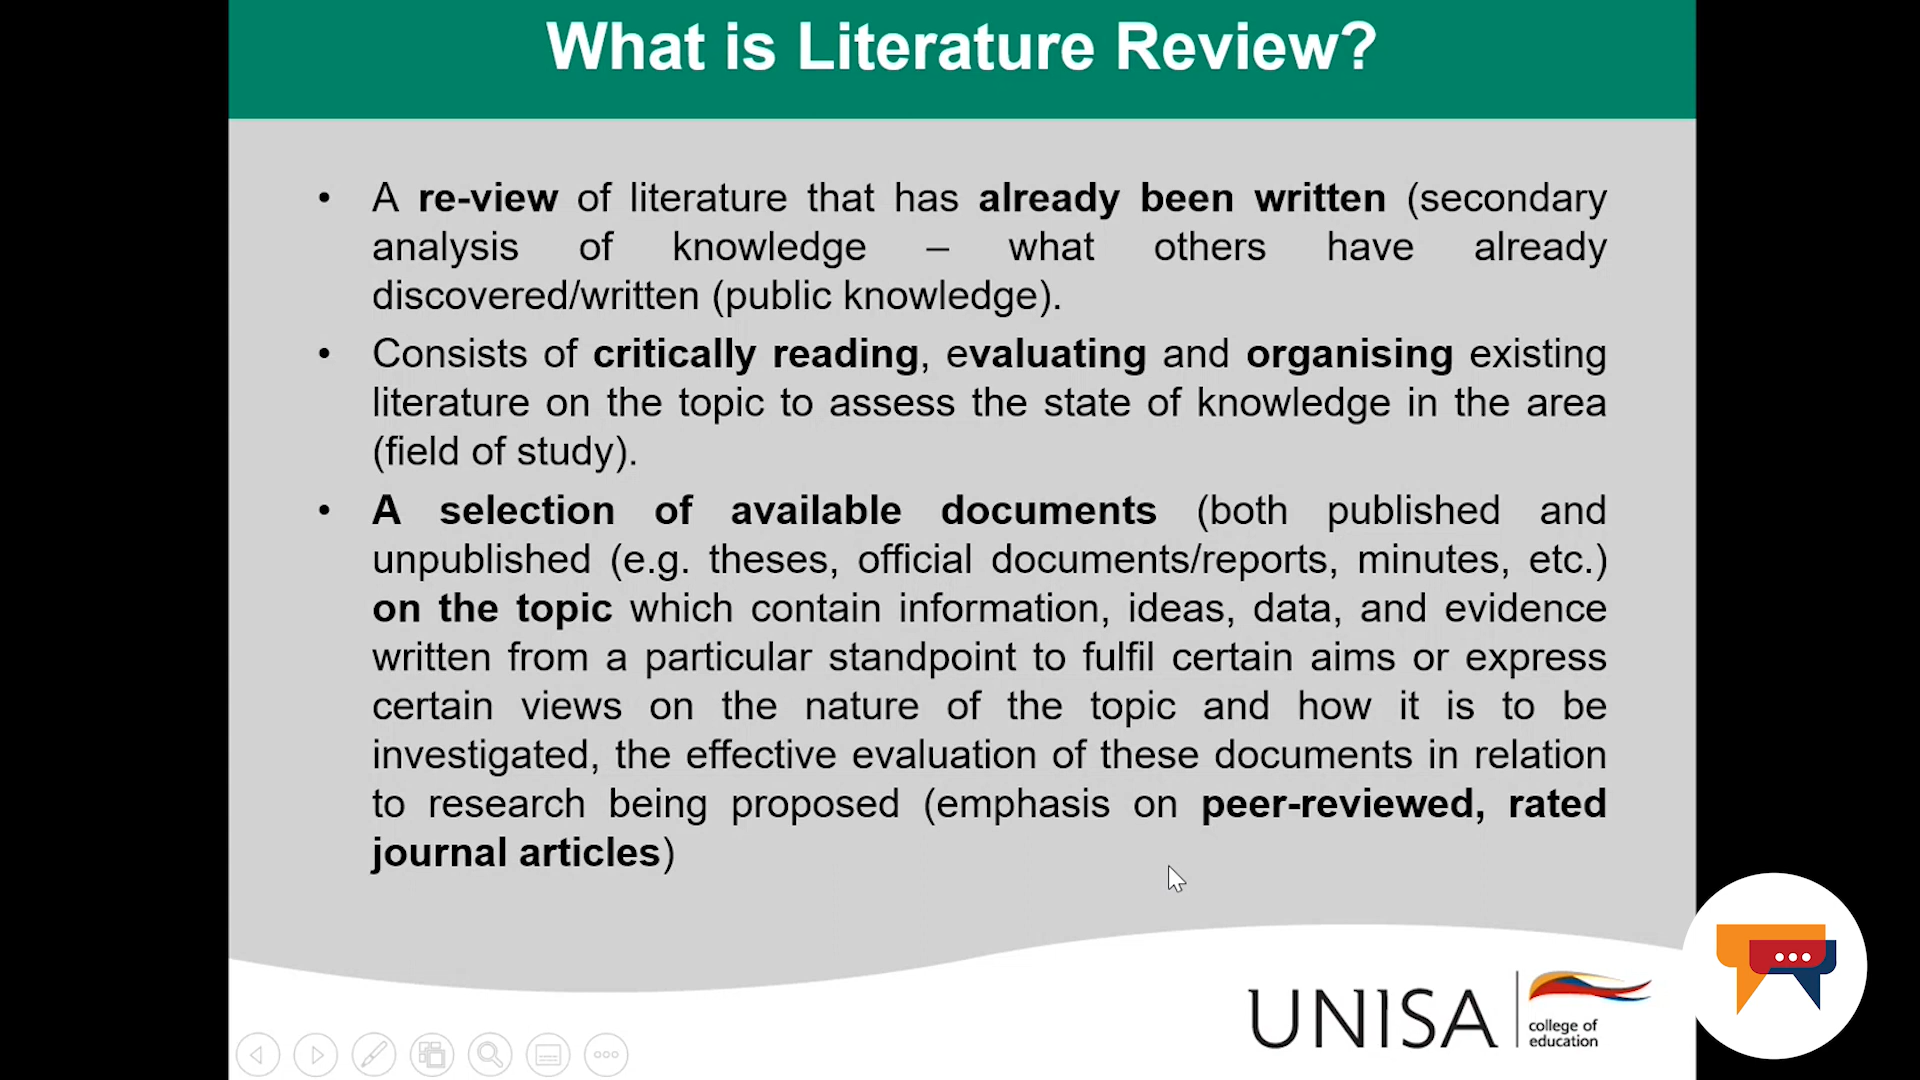 What is Literature Review?
• A re-view of literature that has already been written (secondary
analysis of knowledge – what others have already
discovered/written (public knowledge).
• Consists of critically reading, evaluating and organising existing
literature on the topic to assess the state of knowledge in the area
(field of study).
• A selection of available documents (both published and
unpublished (e.g. theses, official documents/reports, minutes, etc.)
on the topic which contain information, ideas, data, and evidence
written from a particular standpoint to fulfil certain aims or express
certain views on the nature of the topic and how it is to be
investigated, the effective evaluation of these documents in relation
to research being proposed (emphasis on peer-reviewed, rated
journal articles)
UNISA
college of
education